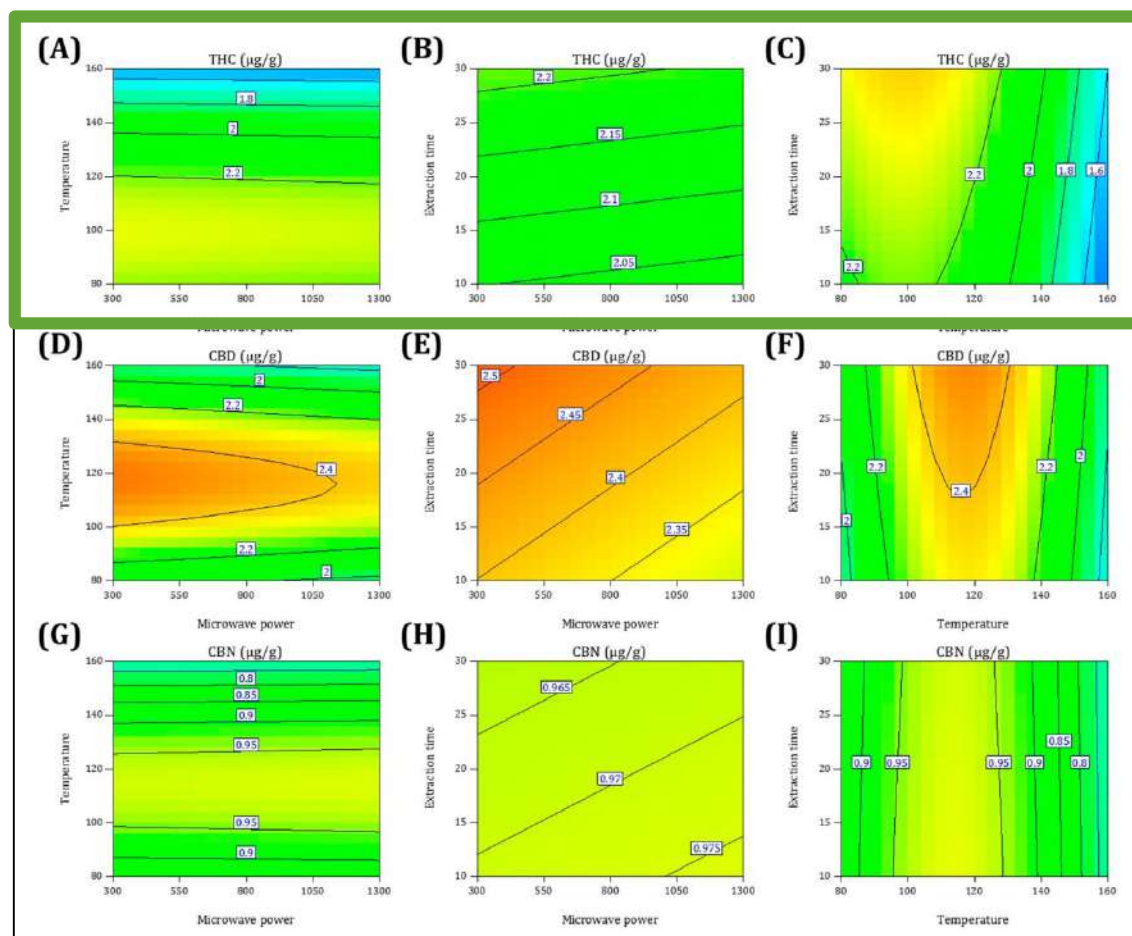 (A) (B) (C)
THC (µg/g) THC (µg/g) THC (µg/g)
Temperature
160
140
120
100
80
1.8
2
2.2
300 550 800 1050 1300
Extraction time
30
25
20
15
10
2.2
2.15
2.1
2.05
300 550 800 1050 1300
Extraction time
30
25
20
15
10
2.2
2.2
2
1.8
1.6
80 100 120 140 160
Microwave power Microwave power Temperature
(D) (E) (F)
CBD (µg/g) CBD (µg/g) CBD (µg/g)
Temperature
160
140
120
100
80
2
2.2
2.4
2.2
2
300 550 800 1050 1300
Microwave power
Extraction time
30
25
20
15
10
2.5
2.45
2.4
2.35
300 550 800 1050 1300
Microwave power
Extraction time
30
25
20
15
10
2
2.2
2.4
2.2
2
80 100 120 140 160
Temperature
(G) (H) (I)
CBN (µg/g) CBN (µg/g) CBN (µg/g)
Temperature
160
140
120
100
80
0.8
0.85
0.9
0.95
0.95
0.9
300 550 800 1050 1300
Microwave power
Extraction time
30
25
20
15
10
0.965
0.97
0.975
300 550 800 1050 1300
Microwave power
Extraction time
30
25
20
15
10
0.9
0.95
0.95
0.9
0.85
0.8
80 100 120 140 160
Temperature